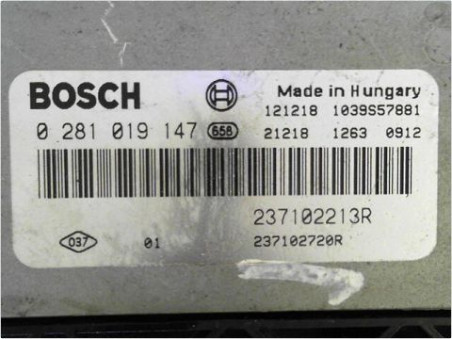 BOSCH
Made in Hungary
121218 1039S57881
0 281 019 147 656 21218 1263 0912
237102213R
037 01 237102720R